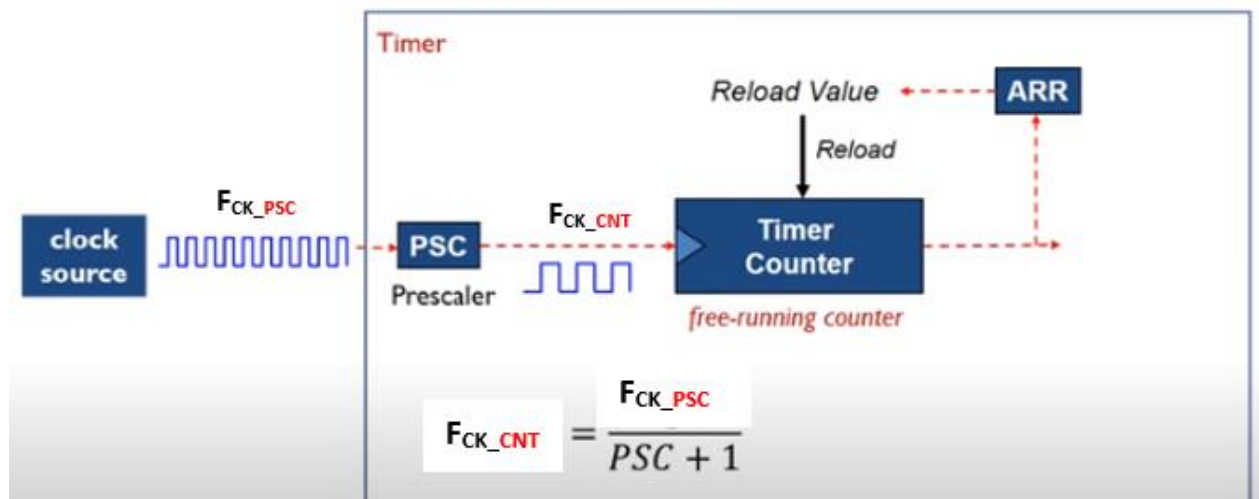 Timer
Reload Value
ARR
Reload
FCK_PSC
FCK_CNT
clock
source
PSC
Timer
Counter
Prescaler
free-running counter
FCK_CNT = FCK_PSC / PSC + 1